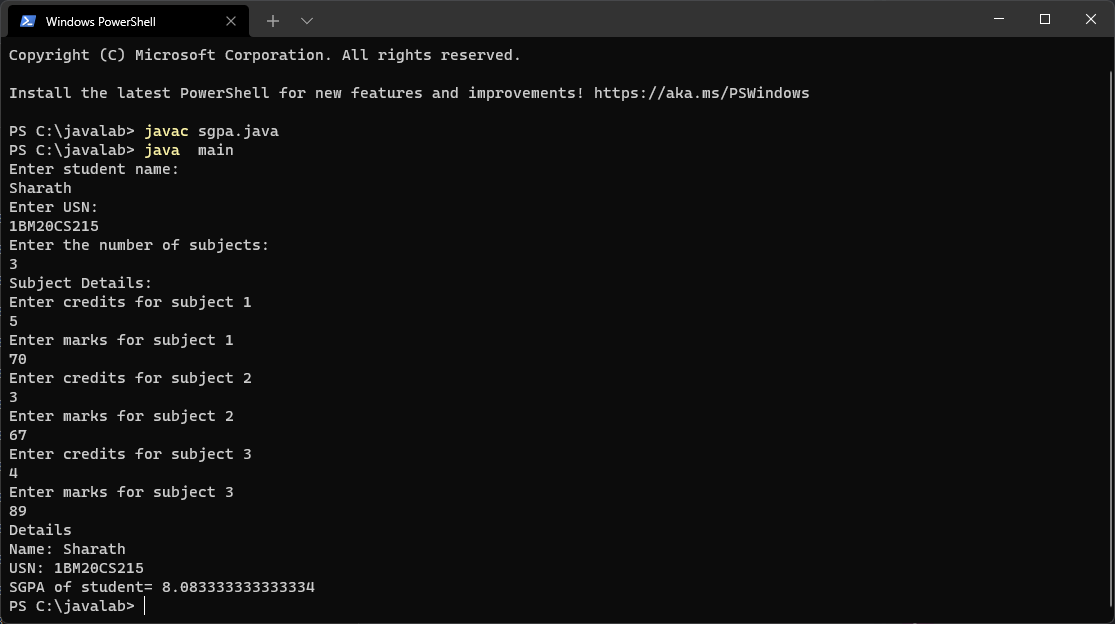 Windows PowerShell
Copyright (C) Microsoft Corporation. All rights reserved.
Install the latest PowerShell for new features and improvements! https://aka.ms/PSWindows
PS C:\javalab> javac sgpa.java
PS C:\javalab> java  main
Enter student name:
Sharath
Enter USN:
1BM20CS215
Enter the number of subjects:
3
Subject Details:
Enter credits for subject 1
5
Enter marks for subject 1
70
Enter credits for subject 2
3
Enter marks for subject 2
67
Enter credits for subject 3
4
Enter marks for subject 3
89
Details
Name: Sharath
USN: 1BM20CS215
SGPA of student= 8.083333333333334
PS C:\javalab>